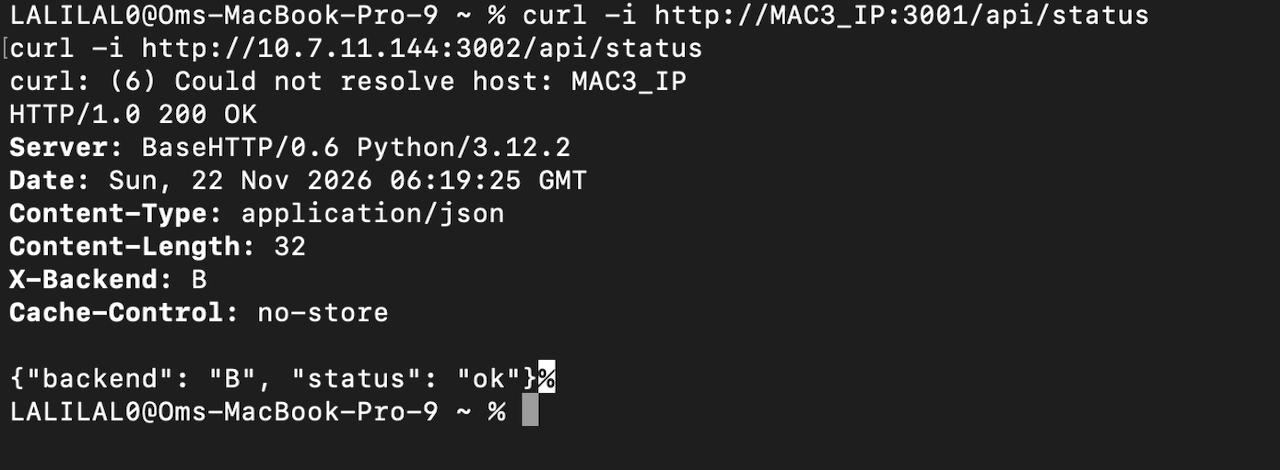 LALILAL0@Oms-MacBook-Pro-9 ~ % curl -i http://MAC3_IP:3001/api/status
[curl -i http://10.7.11.144:3002/api/status
curl: (6) Could not resolve host: MAC3_IP
HTTP/1.0 200 OK
Server: BaseHTTP/0.6 Python/3.12.2
Date: Sun, 22 Nov 2026 06:19:25 GMT
Content-Type: application/json
Content-Length: 32
X-Backend: B
Cache-Control: no-store
{"backend": "B", "status": "ok"}%
LALILAL0@Oms-MacBook-Pro-9 ~ %